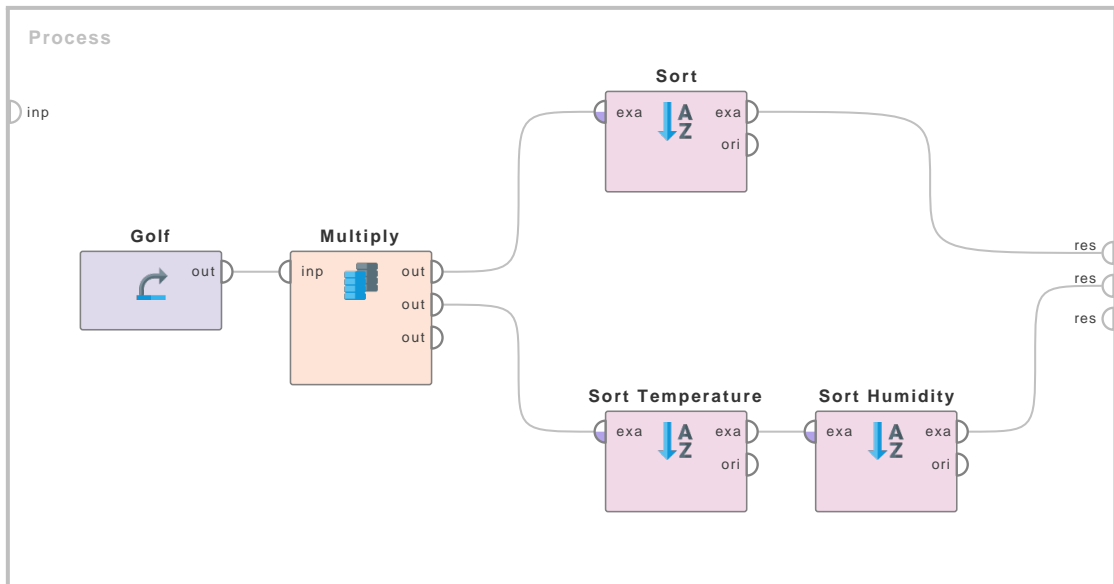 Process
inp
Sort
exa
A
Z
exa
ori
Golf
out
Multiply
inp
out
out
out
res
res
res
Sort Temperature
exa
A
Z
exa
ori
Sort Humidity
exa
A
Z
exa
ori